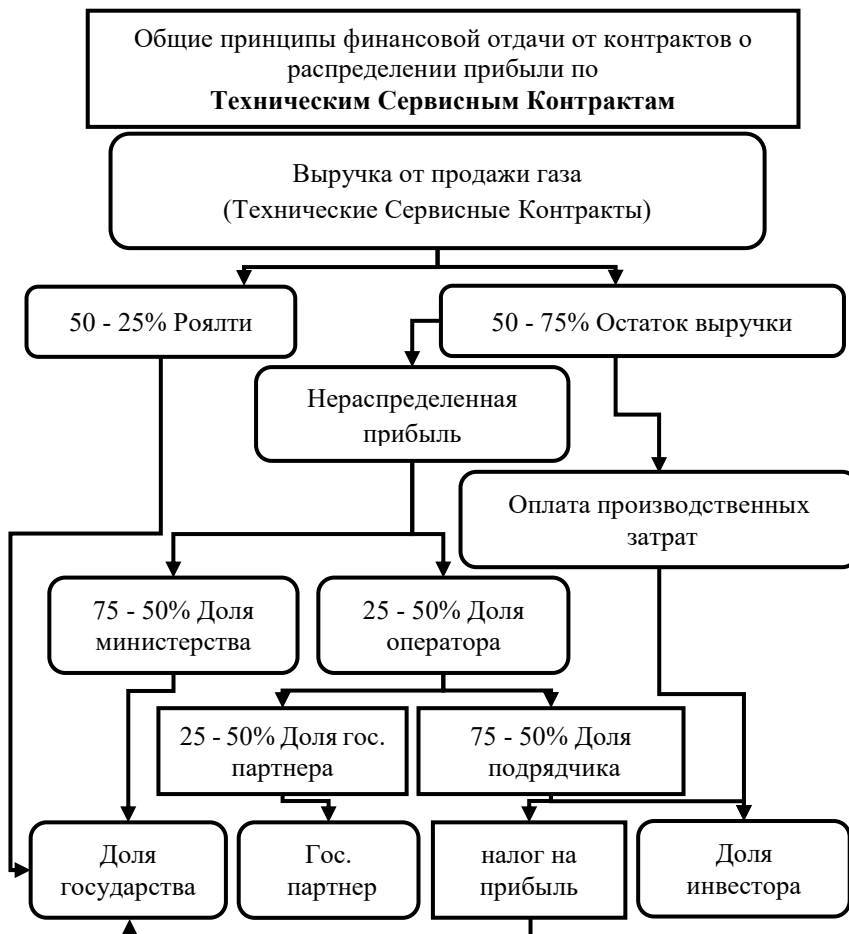 Общие принципы финансовой отдачи от контрактов о
распределении прибыли по
Техническим Сервисным Контрактам
Выручка от продажи газа
(Технические Сервисные Контракты)
50 - 25% Роялти
50 - 75% Остаток выручки
Нераспределенная
прибыль
Оплата производственных
затрат
75 - 50% Доля
министерства
25 - 50% Доля
оператора
25 - 50% Доля гос.
партнера
75 - 50% Доля
подрядчика
Доля
государства
Гос.
партнер
налог на
прибыль
Доля
инвестора